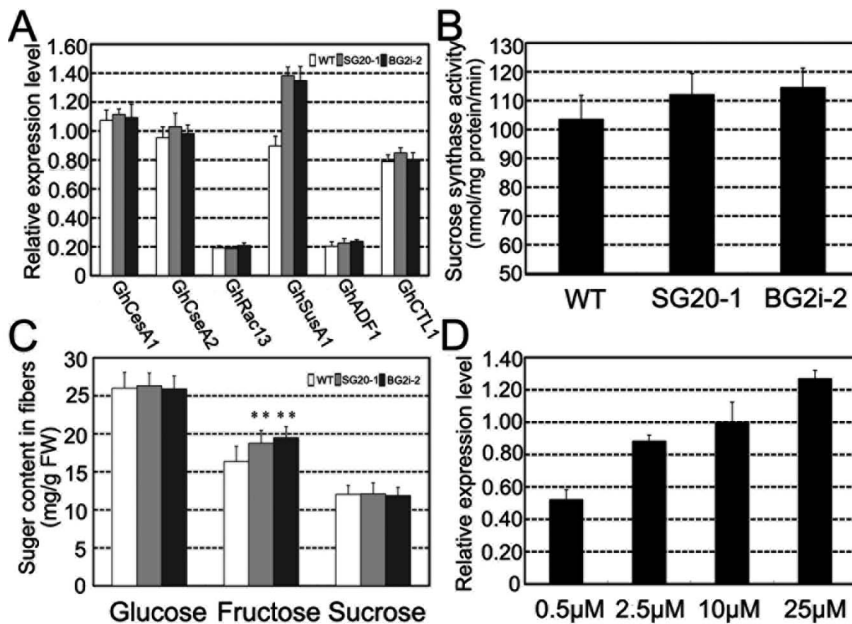 A
Relative expression level
1.60
1.40
1.20
1.00
0.80
0.60
0.40
0.20
0
WT SG20-1 BG2i-2
GhCesA1
GhCseA2
GhRac13
GhSusA1
GhADF1
GhCTL1
B
Sucrose synthase activity
(nmol/mg protein/min)
130
120
110
100
90
80
70
60
50
WT SG20-1 BG2i-2
C
Suger content in fibers
(mg/g FW)
30
25
20
15
10
5
0
WT SG20-1 BG2i-2
** **
Glucose Fructose Sucrose
D
Relative expression level
1.40
1.20
1.00
0.80
0.60
0.40
0.20
0
0.5μM 2.5μM 10μM 25μM